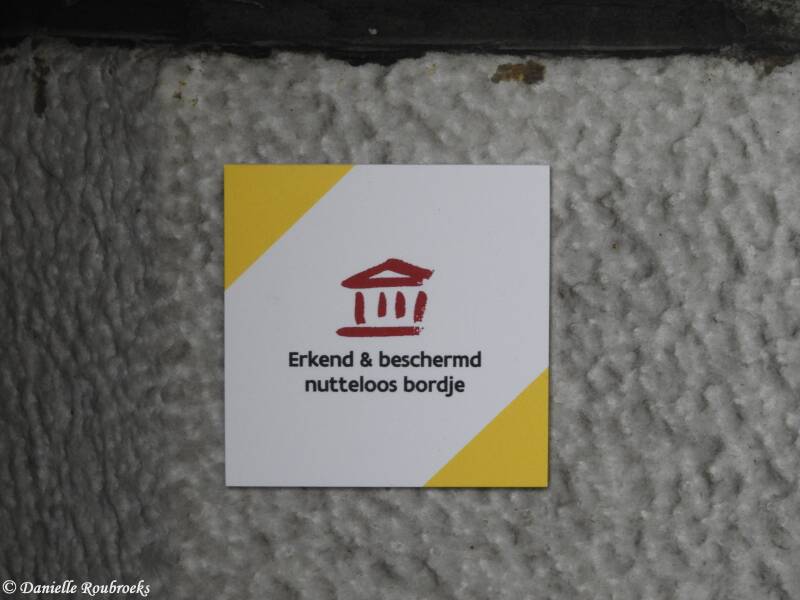 Erkend & beschermd
nutteloos bordje
© Danielle Roubroeks